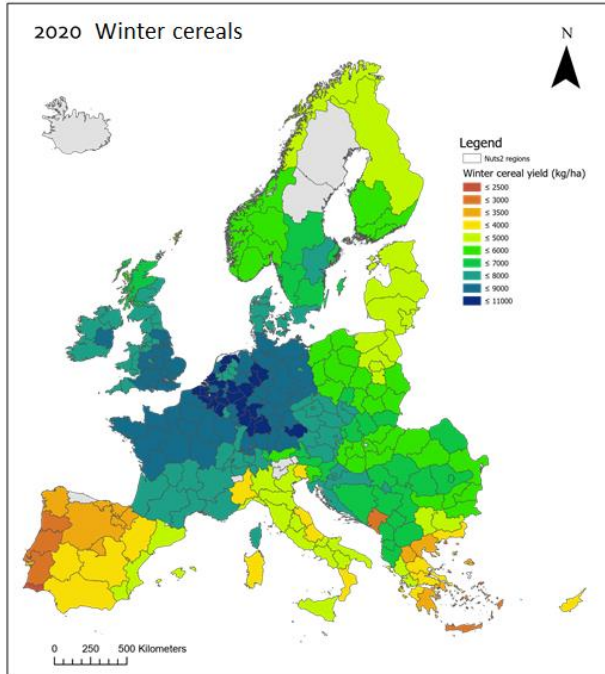 2020 Winter cereals
N
Legend
Nuts2 regions
Winter cereal yield (kg/ha)
≤ 2500
≤ 3000
≤ 3500
≤ 4000
≤ 5000
≤ 6000
≤ 7000
≤ 8000
≤ 9000
≤ 11000
0 250 500 Kilometers